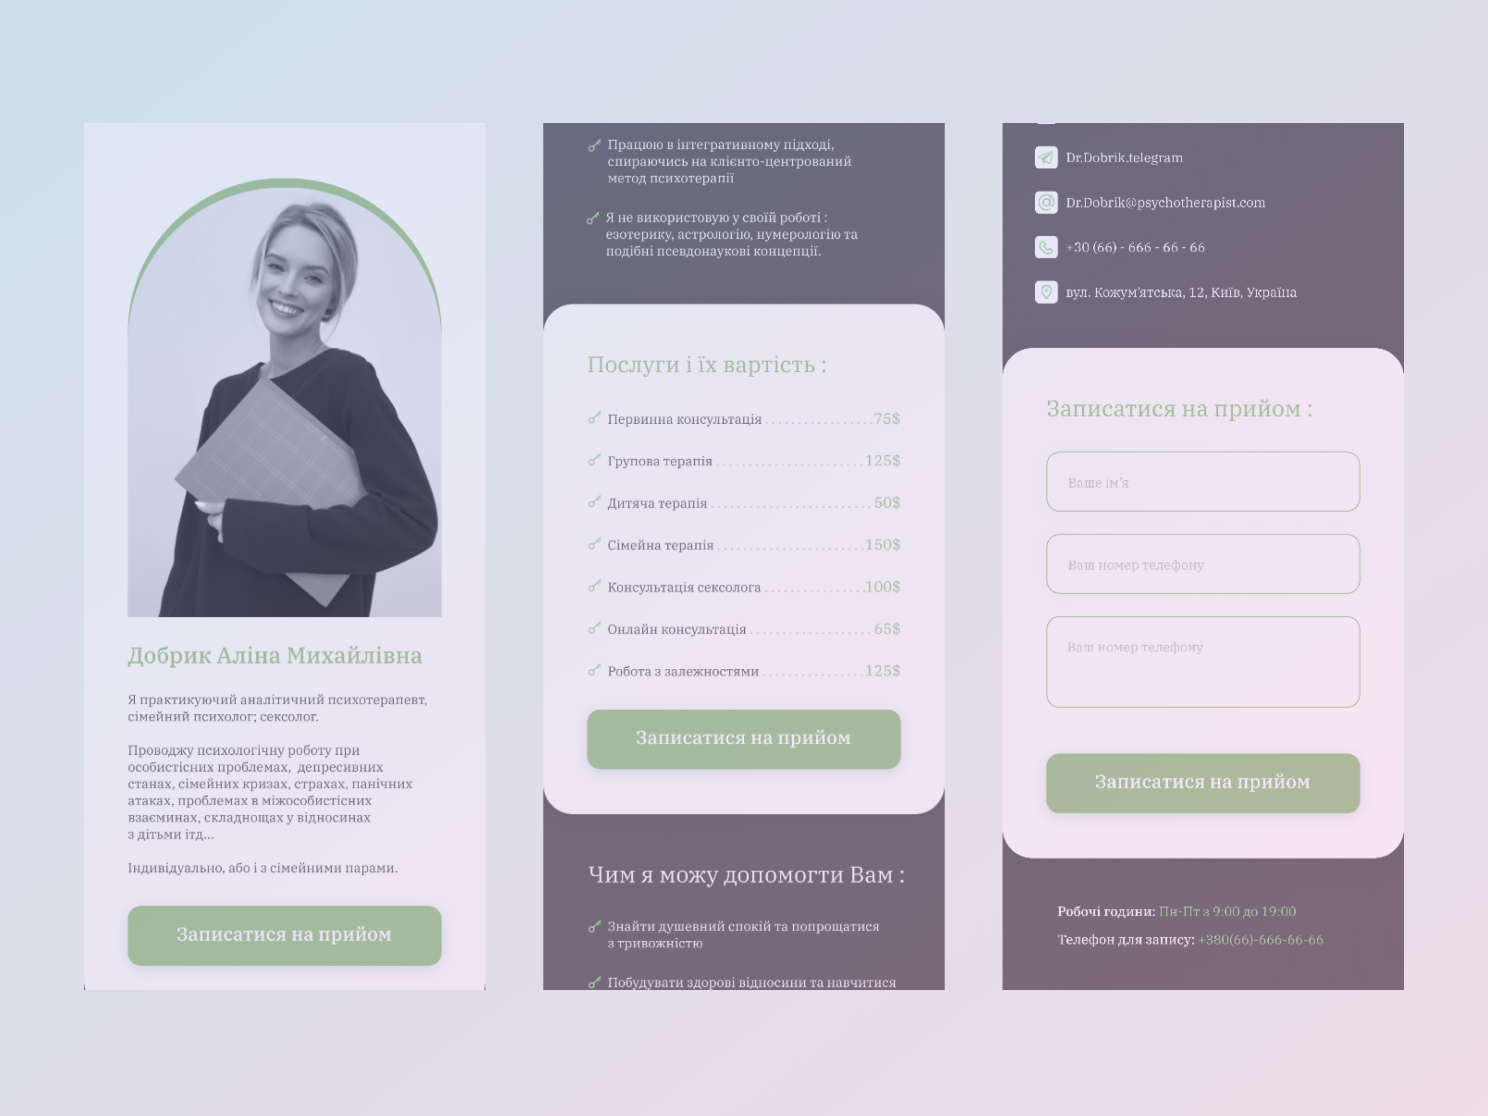 Добрик Аліна Михайлівна
Я практикуючий аналітичний психотерапевт,
сімейний психолог; сексолог.
Проводжу психологічну роботу при
особистісних проблемах, депресивних
станах, сімейних кризах, страхах, панічних
атаках, проблемах в міжособистісних
взаєминах, складнощах у відносинах
з дітьми ітд...
Індивідуально, або і з сімейними парами.
Записатися на прийом
Працюю в інтегративному підході,
спираючись на клієнто-центрований
метод психотерапії
Я не використовую у своїй роботі :
езотерику, астрологію, нумерологію та
подібні псевдонаукові концепції.
Послуги і їх вартість :
Первинна консультація ................. 75$
Групова терапія ....................... 125$
Дитяча терапія ........................ 50$
Сімейна терапія ....................... 150$
Консультація сексолога ................ 100$
Онлайн консультація ................... 65$
Робота з залежностями ................. 125$
Записатися на прийом
Чим я можу допомогти Вам :
Знайти душевний спокій та попрощатися
з тривожністю
Побудувати здорові відносини та навчитися
Dr.Dobrik.telegram
Dr.Dobrik@psychotherapist.com
+30 (66) - 666 - 66 - 66
вул. Кожум'ятська, 12, Київ, Україна
Записатися на прийом :
Ваше ім'я
Ваш номер телефону
Ваш номер телефону
Записатися на прийом
Робочі години: Пн-Пт з 9:00 до 19:00
Телефон для запису: +380(66)-666-66-66